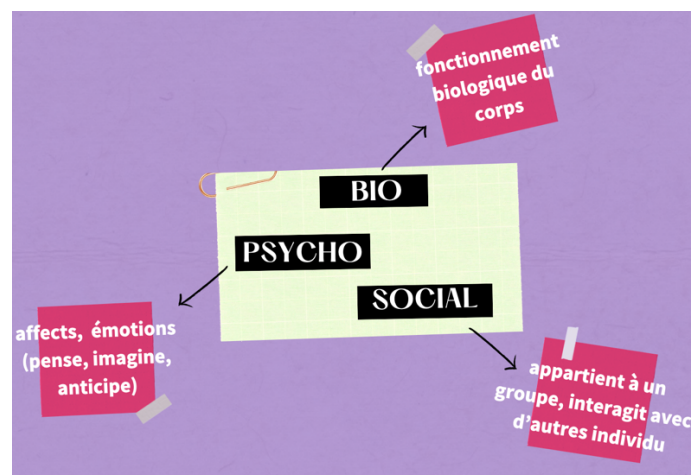 fonctionnement
biologique du
corps
BIO
PSYCHO
SOCIAL
affects, émotions
(pense, imagine,
anticipe)
appartient à un
groupe, interagit avec
d'autres individu